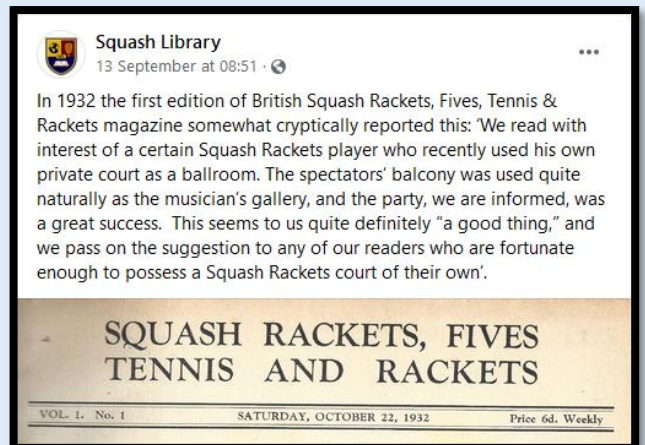 Squash Library
13 September at 08:51 ·
In 1932 the first edition of British Squash Rackets, Fives, Tennis &
Rackets magazine somewhat cryptically reported this: 'We read with
interest of a certain Squash Rackets player who recently used his own
private court as a ballroom. The spectators' balcony was used quite
naturally as the musician's gallery, and the party, we are informed, was
a great success.  This seems to us quite definitely "a good thing," and
we pass on the suggestion to any of our readers who are fortunate
enough to possess a Squash Rackets court of their own'.
SQUASH RACKETS, FIVES
TENNIS AND RACKETS
VOL. 1. No. 1 SATURDAY, OCTOBER 22, 1932 Price 6d. Weekly